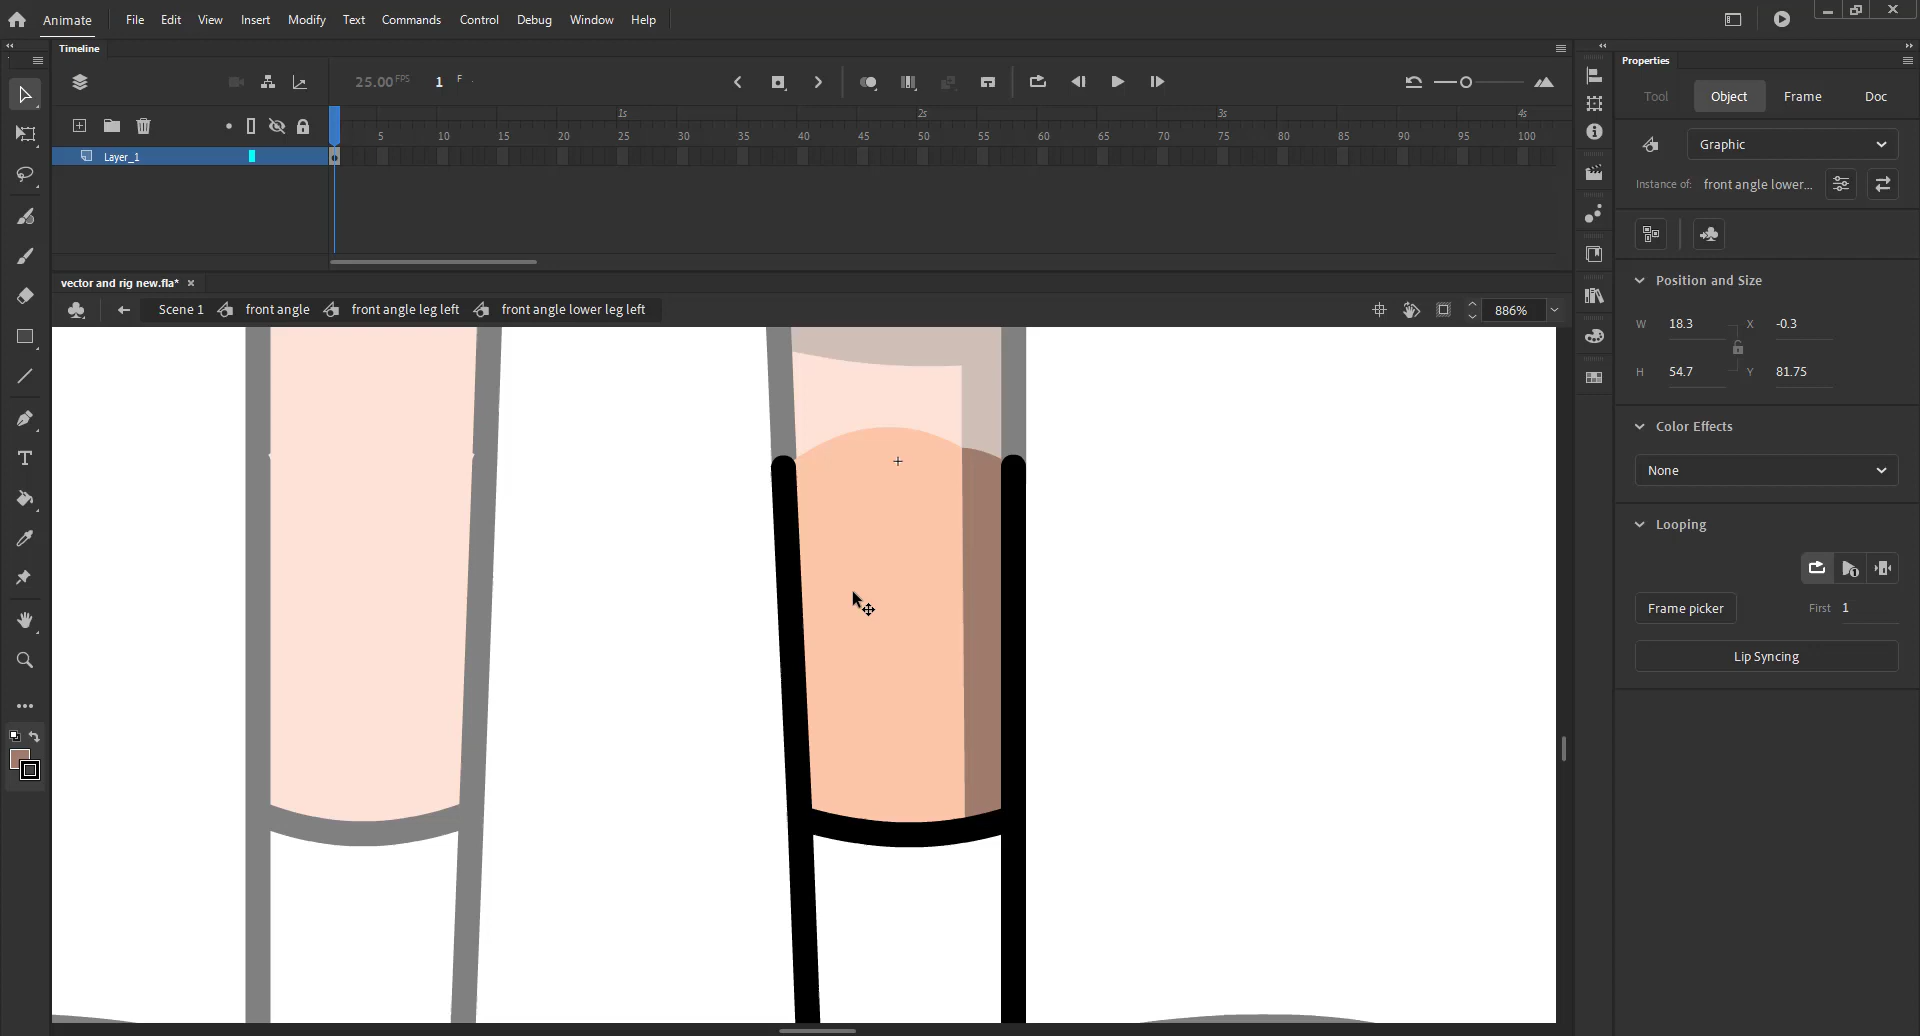 Animate File Edit View Insert Modify Text Commands Control Debug Window Help
Timeline
25.00 FPS 1 F
1s 2s 3s 4s
5 10 15 20 25 30 35 40 45 50 55 60 65 70 75 80 85 90 95 100
Layer_1
vector and rig new.fla*
Scene 1 front angle front angle leg left front angle lower leg left 886%
T
Properties
Tool Object Frame Doc
Graphic
Instance of: front angle lower...
Position and Size
W 18.3 X -0.3
H 54.7 Y 81.75
Color Effects
None
Looping
Frame picker First 1
Lip Syncing